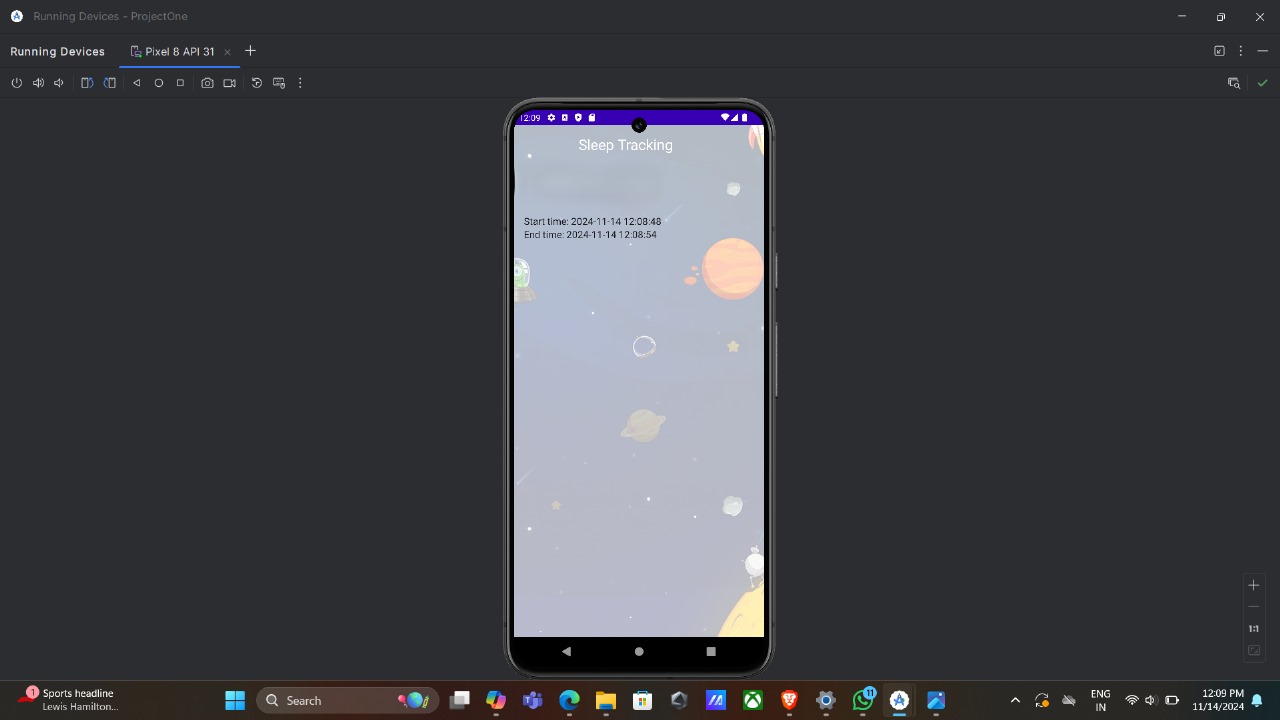 Running Devices - ProjectOne
Running Devices
Pixel 8 API 31
12:09
Sleep Tracking
Start time: 2024-11-14 12:08:48
End time: 2024-11-14 12:08:54
1:1
1
Sports headline
Lewis Hamilton...
Search
11
ENG
IN
12:09 PM
11/14/2024